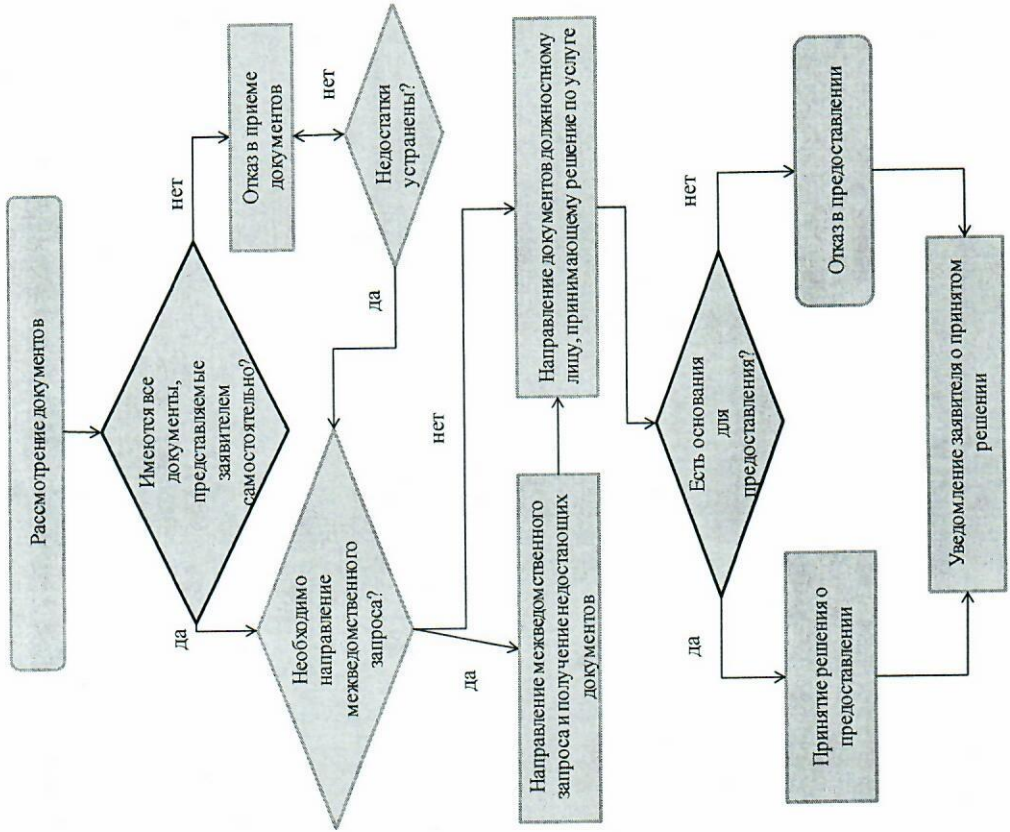 Рассмотрение документов
Имеются все
документы,
представляемые
заявителем
самостоятельно?
нет
Отказ в приеме
документов
нет
Недостатки
устранены?
да
да
Необходимо
направление
межведомственного
запроса?
нет
да
Направление межведомственного
запроса и получение недостающих
документов
Направление документов должностному
лицу, принимающему решение по услуге
Есть основания
для
предоставления?
нет
да
Отказ в предоставлении
Принятие решения о
предоставлении
Уведомление заявителя о принятом
решении